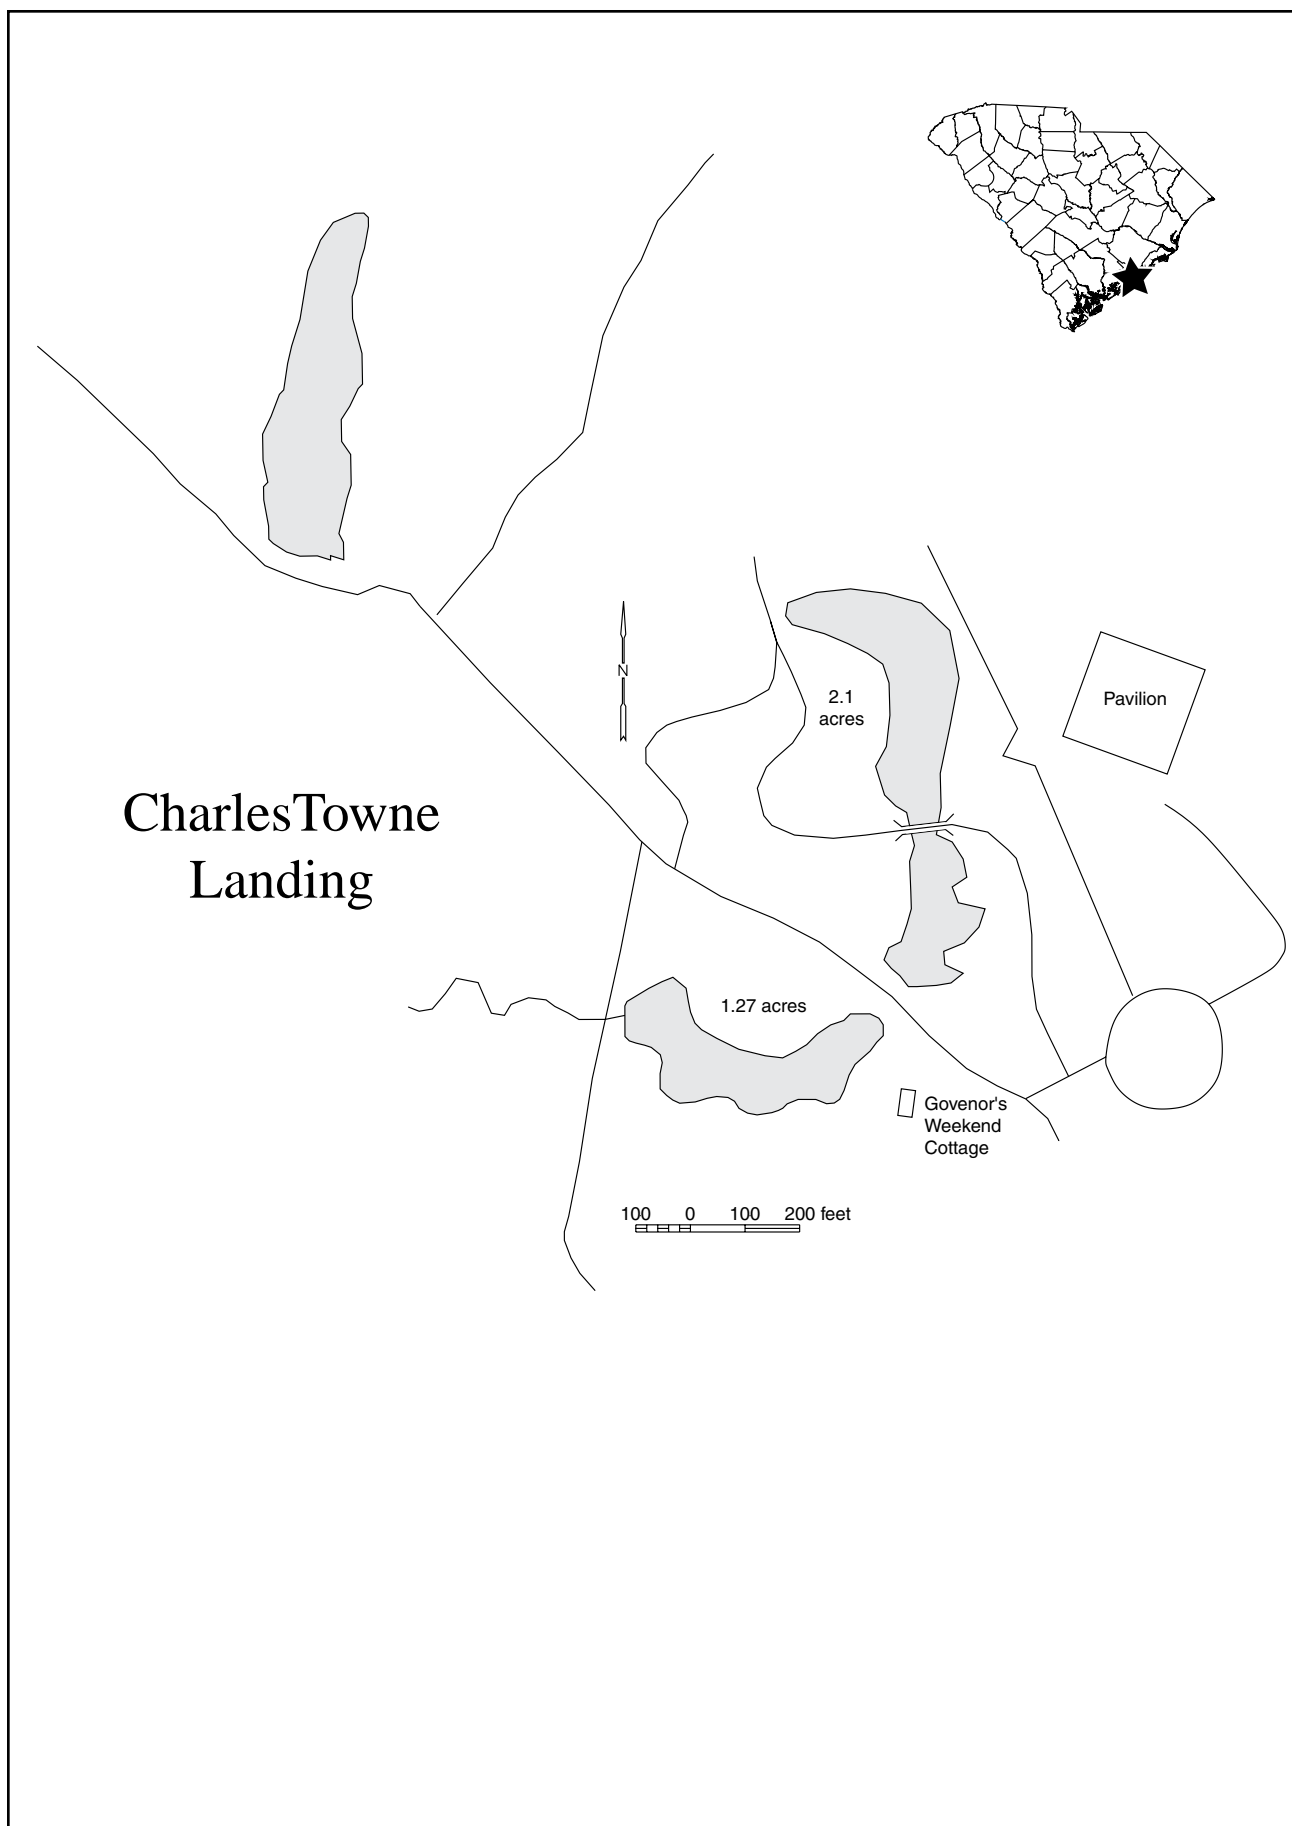 N
2.1
acres
Pavilion
CharlesTowne
Landing
1.27 acres
Govenor's
Weekend
Cottage
100 0 100 200 feet